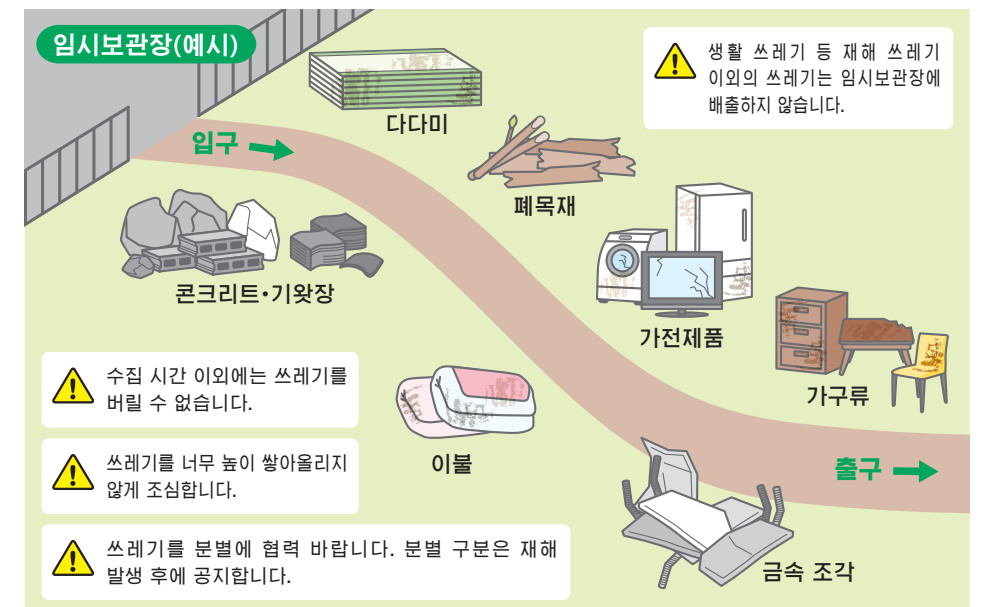 임시보관장(예시)
생활 쓰레기 등 재해 쓰레기
이외의 쓰레기는 임시보관장에
배출하지 않습니다.
다다미
입구
폐목재
콘크리트•기왓장
가전제품
가구류
수집 시간 이외에는 쓰레기를
버릴 수 없습니다.
이불
출구
쓰레기를 너무 높이 쌓아올리지
않게 조심합니다.
쓰레기를 분별에 협력 바랍니다. 분별 구분은 재해
발생 후에 공지합니다.
금속 조각